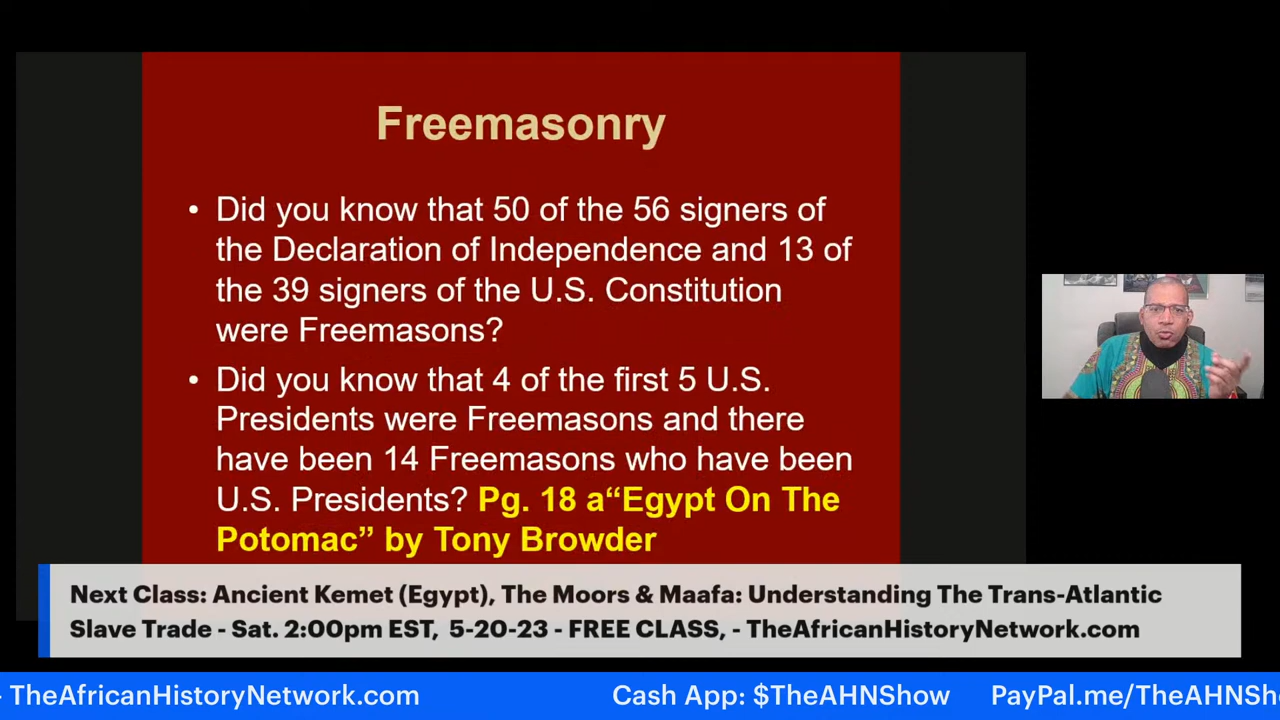 Freemasonry
• Did you know that 50 of the 56 signers of
the Declaration of Independence and 13 of
the 39 signers of the U.S. Constitution
were Freemasons?
• Did you know that 4 of the first 5 U.S.
Presidents were Freemasons and there
have been 14 Freemasons who have been
U.S. Presidents? Pg. 18 a“Egypt On The
Potomac” by Tony Browder
Next Class: Ancient Kemet (Egypt), The Moors & Maafa: Understanding The Trans-Atlantic
Slave Trade - Sat. 2:00pm EST, 5-20-23 - FREE CLASS, - TheAfricanHistoryNetwork.com
- TheAfricanHistoryNetwork.com Cash App: $TheAHNShow PayPal.me/TheAHNSho